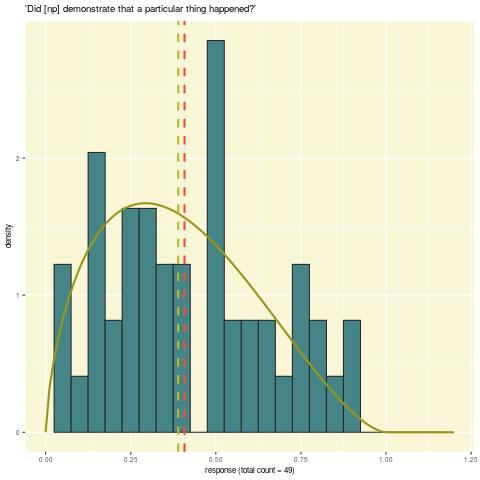 'Did [np] demonstrate that a particular thing happened?'
density
2
1
0
0.00 0.25 0.50 0.75 1.00 1.25
response (total count = 49)